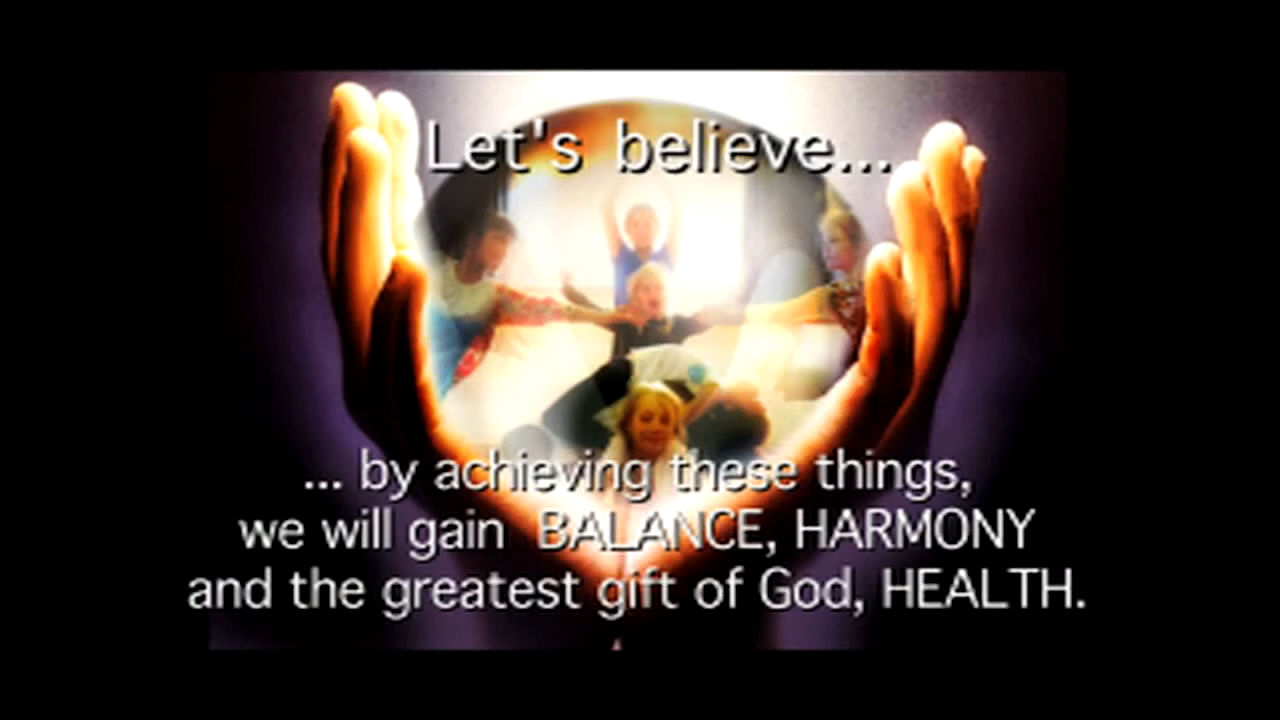 Let's believe...
... by achieving these things,
we will gain BALANCE, HARMONY
and the greatest gift of God, HEALTH.